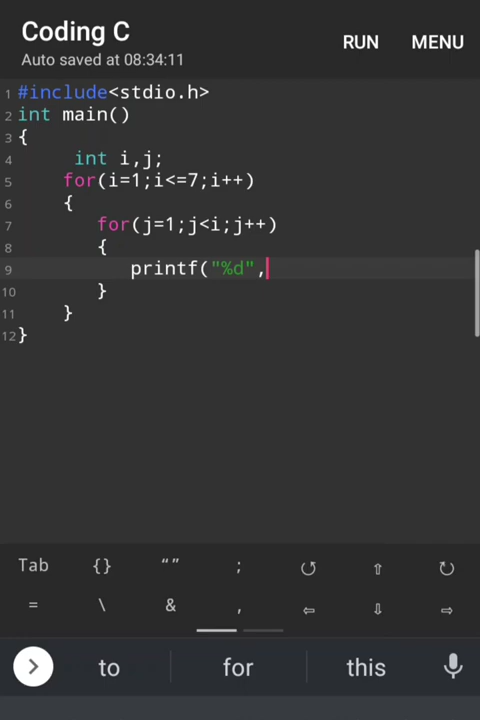 Coding C
RUN
MENU
Auto saved at 08:34:11
1 #include<stdio.h>
2 int main()
3 {
4 int i,j;
5 for(i=1;i<=7;i++)
6 {
7 for(j=1;j<i;j++)
8 {
9 printf("%d",
10 }
11 }
12 }
Tab {} “” ; ↺ ⇧ ↻
= \ & , ⇦ ⇩ ⇨
to for this